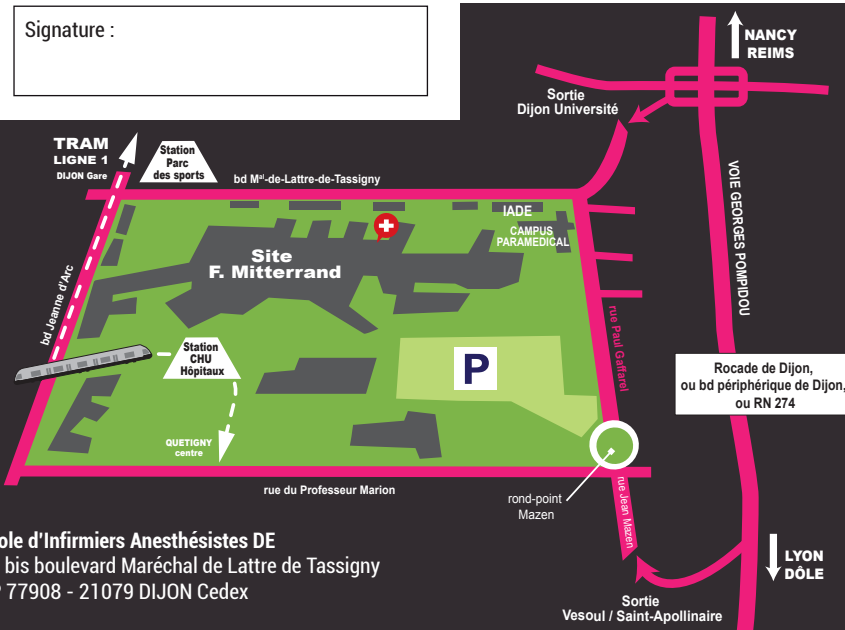 Signature :
NANCY
REIMS
Sortie
Dijon Université
TRAM
LIGNE 1
DIJON Gare
Station
Parc
des sports
bd Mal-de-Lattre-de-Tassigny
IADE
CAMPUS
PARAMEDICAL
Site
F. Mitterrand
VOIE GEORGES POMPIDOU
bd Jeanne d'Arc
rue Paul Gaffarel
Station
CHU
Hôpitaux
P
Rocade de Dijon,
ou bd périphérique de Dijon,
ou RN 274
QUETIGNY
centre
rue du Professeur Marion
rond-point
Mazen
rue Jean Mazen
ole d'Infirmiers Anesthésistes DE
bis boulevard Maréchal de Lattre de Tassigny
77908 - 21079 DIJON Cedex
LYON
DÔLE
Sortie
Vesoul / Saint-Apollinaire